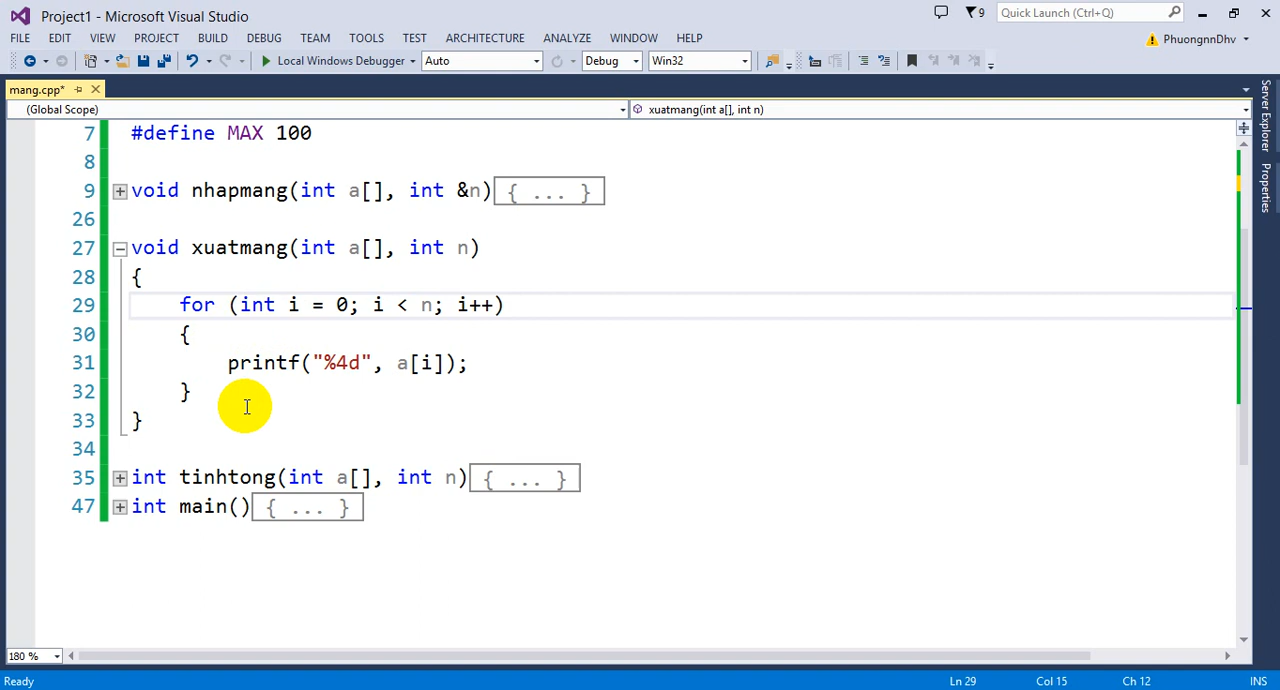 Project1 - Microsoft Visual Studio
9
Quick Launch (Ctrl+Q)
FILE EDIT VIEW PROJECT BUILD DEBUG TEAM TOOLS TEST ARCHITECTURE ANALYZE WINDOW HELP
PhuongnnDhv
Local Windows Debugger Auto Debug Win32
mang.cpp*
(Global Scope) xuatmang(int a[], int n)
7 #define MAX 100
8
9 void nhapmang(int a[], int &n) { ... }
26
27 void xuatmang(int a[], int n)
28 {
29 for (int i = 0; i < n; i++)
30 {
31 printf("%4d", a[i]);
32 }
33 }
34
35 int tinhtong(int a[], int n) { ... }
47 int main() { ... }
180 %
Ready Ln 29 Col 15 Ch 12 INS
Server Explorer
Properties